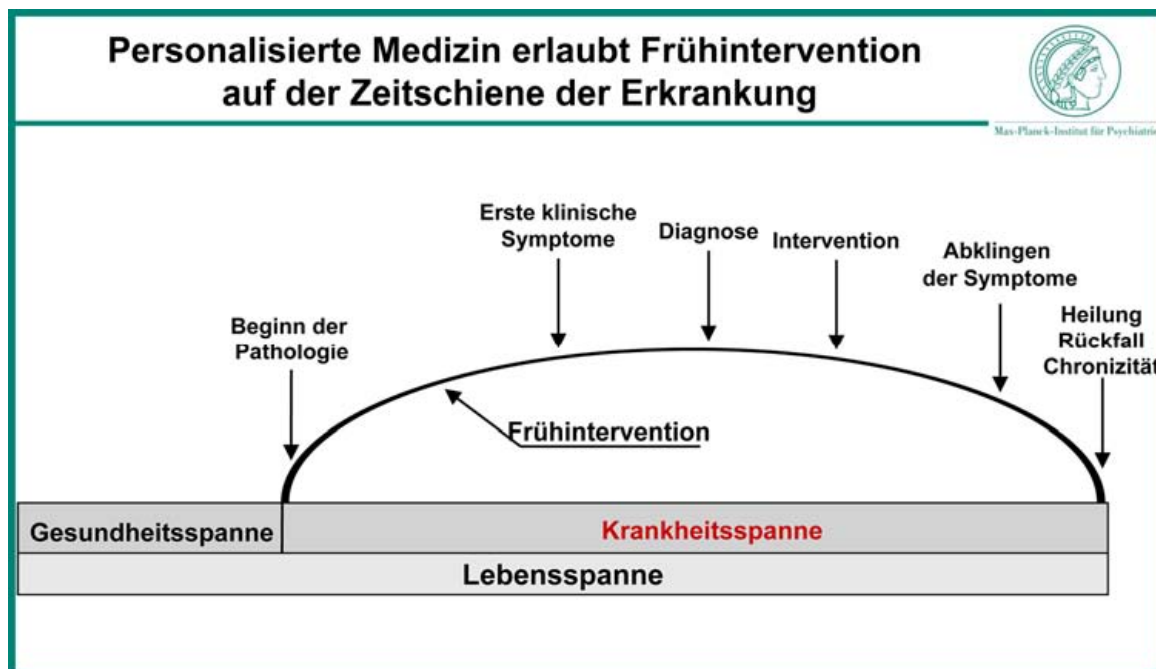 Personalisierte Medizin erlaubt Frühintervention
auf der Zeitschiene der Erkrankung
Max-Planck-Institut für Psychiatrie
Erste klinische
Symptome
Diagnose
Intervention
Abklingen
der Symptome
Beginn der
Pathologie
Heilung
Rückfall
Chronizität
Frühintervention
Gesundheitsspanne
Krankheitsspanne
Lebensspanne